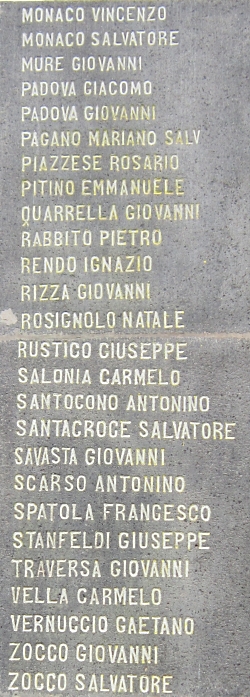 MONACO VINCENZO
MONACO SALVATORE
MURE GIOVANNI
PADOVA GIACOMO
PADOVA GIOVANNI
PAGANO MARIANO SALV
PIAZZESE ROSARIO
PITINO EMMANUELE
QUARRELLA GIOVANNI
RABBITO PIETRO
RENDO IGNAZIO
RIZZA GIOVANNI
ROSIGNOLO NATALE
RUSTICO GIUSEPPE
SALONIA CARMELO
SANTOCONO ANTONINO
SANTACROCE SALVATORE
SAVASTA GIOVANNI
SCARSO ANTONINO
SPATOLA FRANCESCO
STANFELDI GIUSEPPE
TRAVERSA GIOVANNI
VELLA CARMELO
VERNUCCIO GAETANO
ZOCCO GIOVANNI
ZOCCO SALVATORE